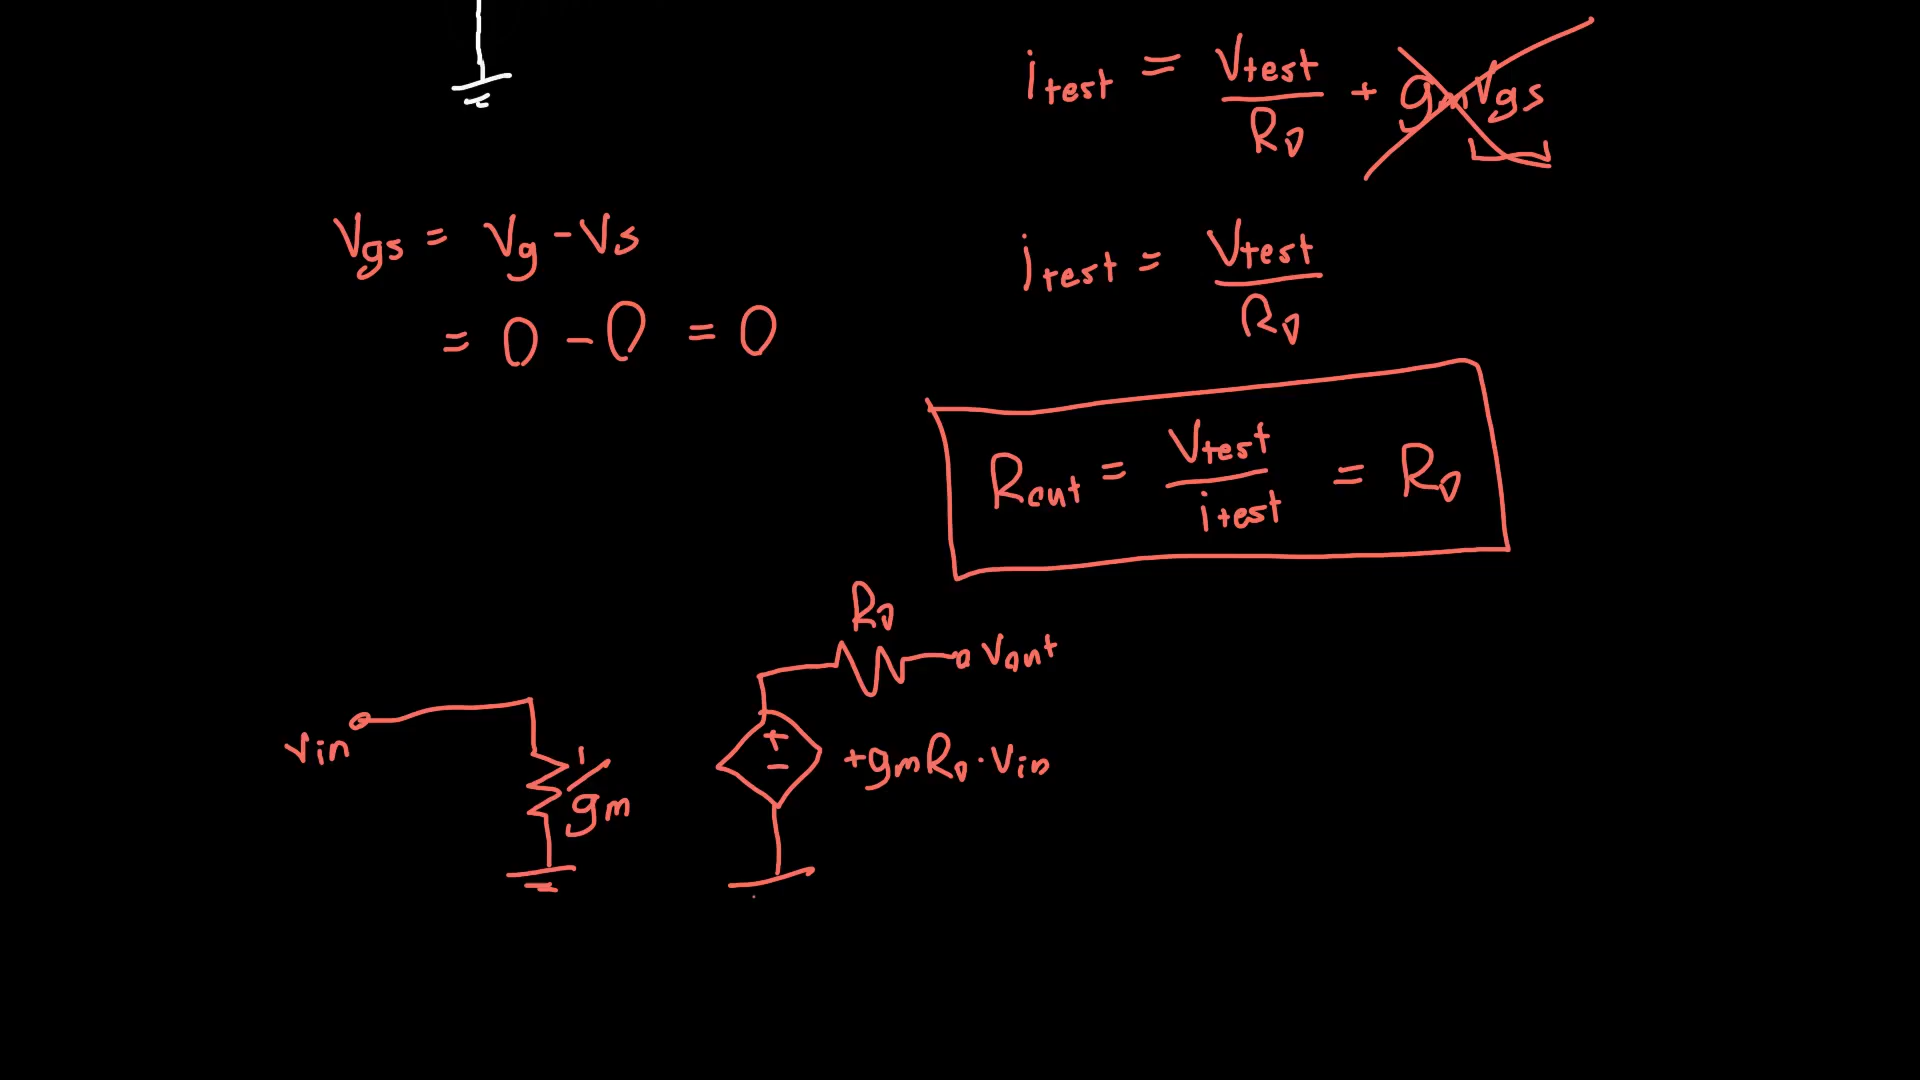 itest = Vtest/RD + gmVgs
Vgs = Vg - Vs
= 0 - 0 = 0
itest = Vtest/RD
Rout = Vtest/itest = RD
RD
Vout
Vin
1/gm
+
−
+gmRD·Vin